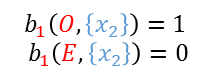 b₁(O,{x₂}) = 1
b₁(E,{x₂}) = 0